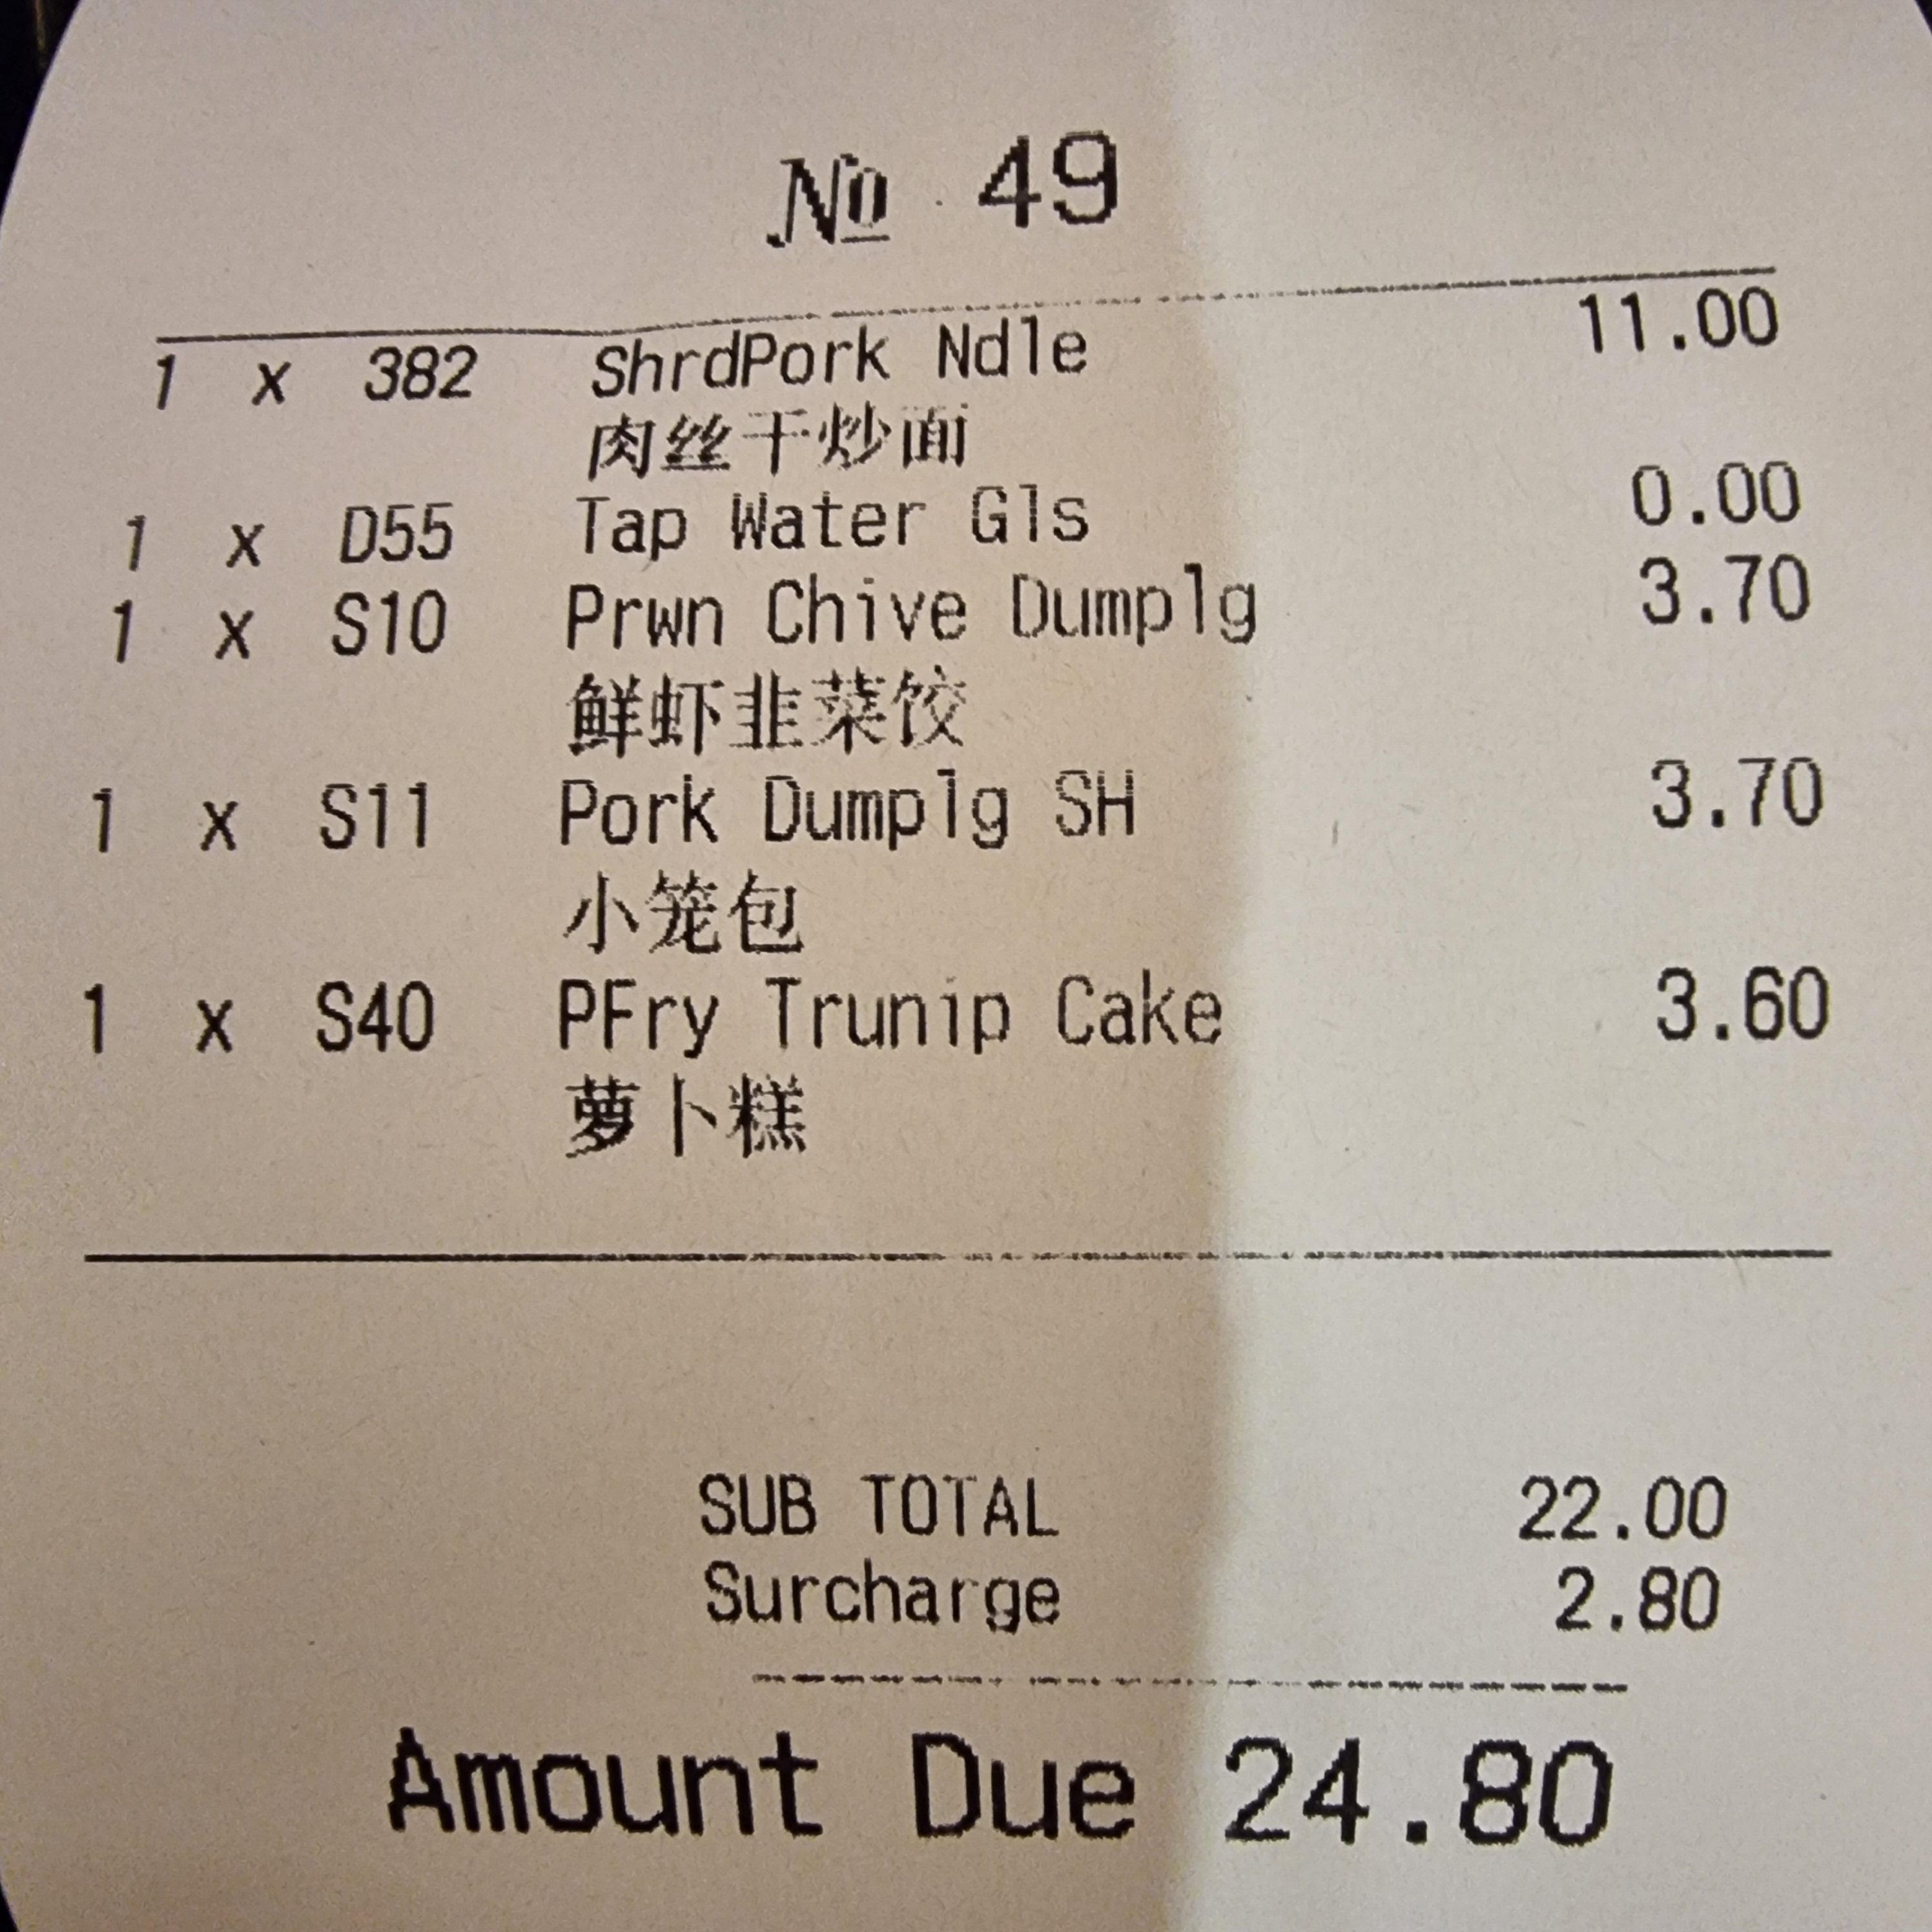 № 49
1 x 382 ShrdPork Ndle 11.00
肉丝干炒面
1 x D55 Tap Water Gls 0.00
1 x S10 Prwn Chive Dumplg 3.70
鲜虾韭菜饺
1 x S11 Pork Dumplg SH 3.70
小笼包
1 x S40 PFry Trunip Cake 3.60
萝卜糕
SUB TOTAL 22.00
Surcharge 2.80
Amount Due 24.80